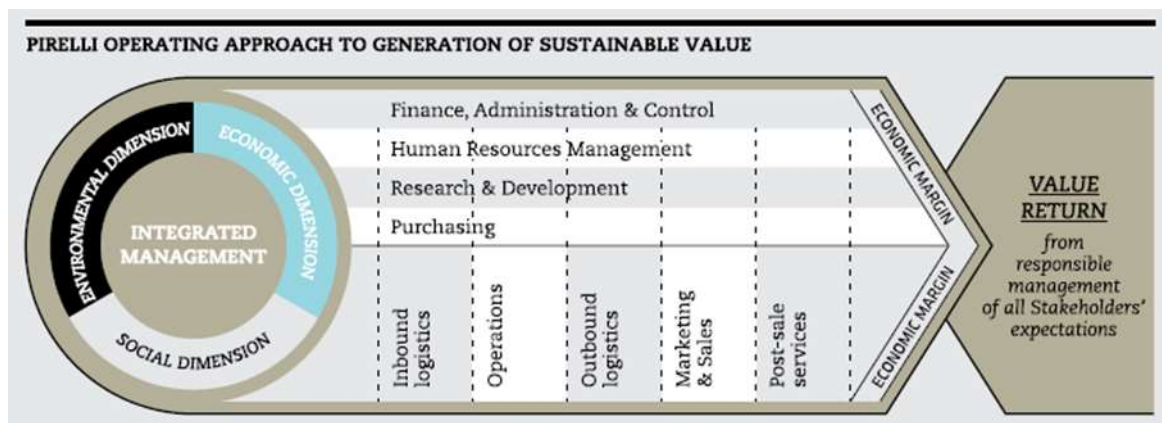 PIRELLI OPERATING APPROACH TO GENERATION OF SUSTAINABLE VALUE
ENVIRONMENTAL DIMENSION
ECONOMIC DIMENSION
SOCIAL DIMENSION
INTEGRATED
MANAGEMENT
Finance, Administration & Control
Human Resources Management
Research & Development
Purchasing
Inbound
logistics
Operations
Outbound
logistics
Marketing
& Sales
Post-sale
services
ECONOMIC MARGIN
ECONOMIC MARGIN
VALUE
RETURN
from
responsible
management
of all Stakeholders'
expectations